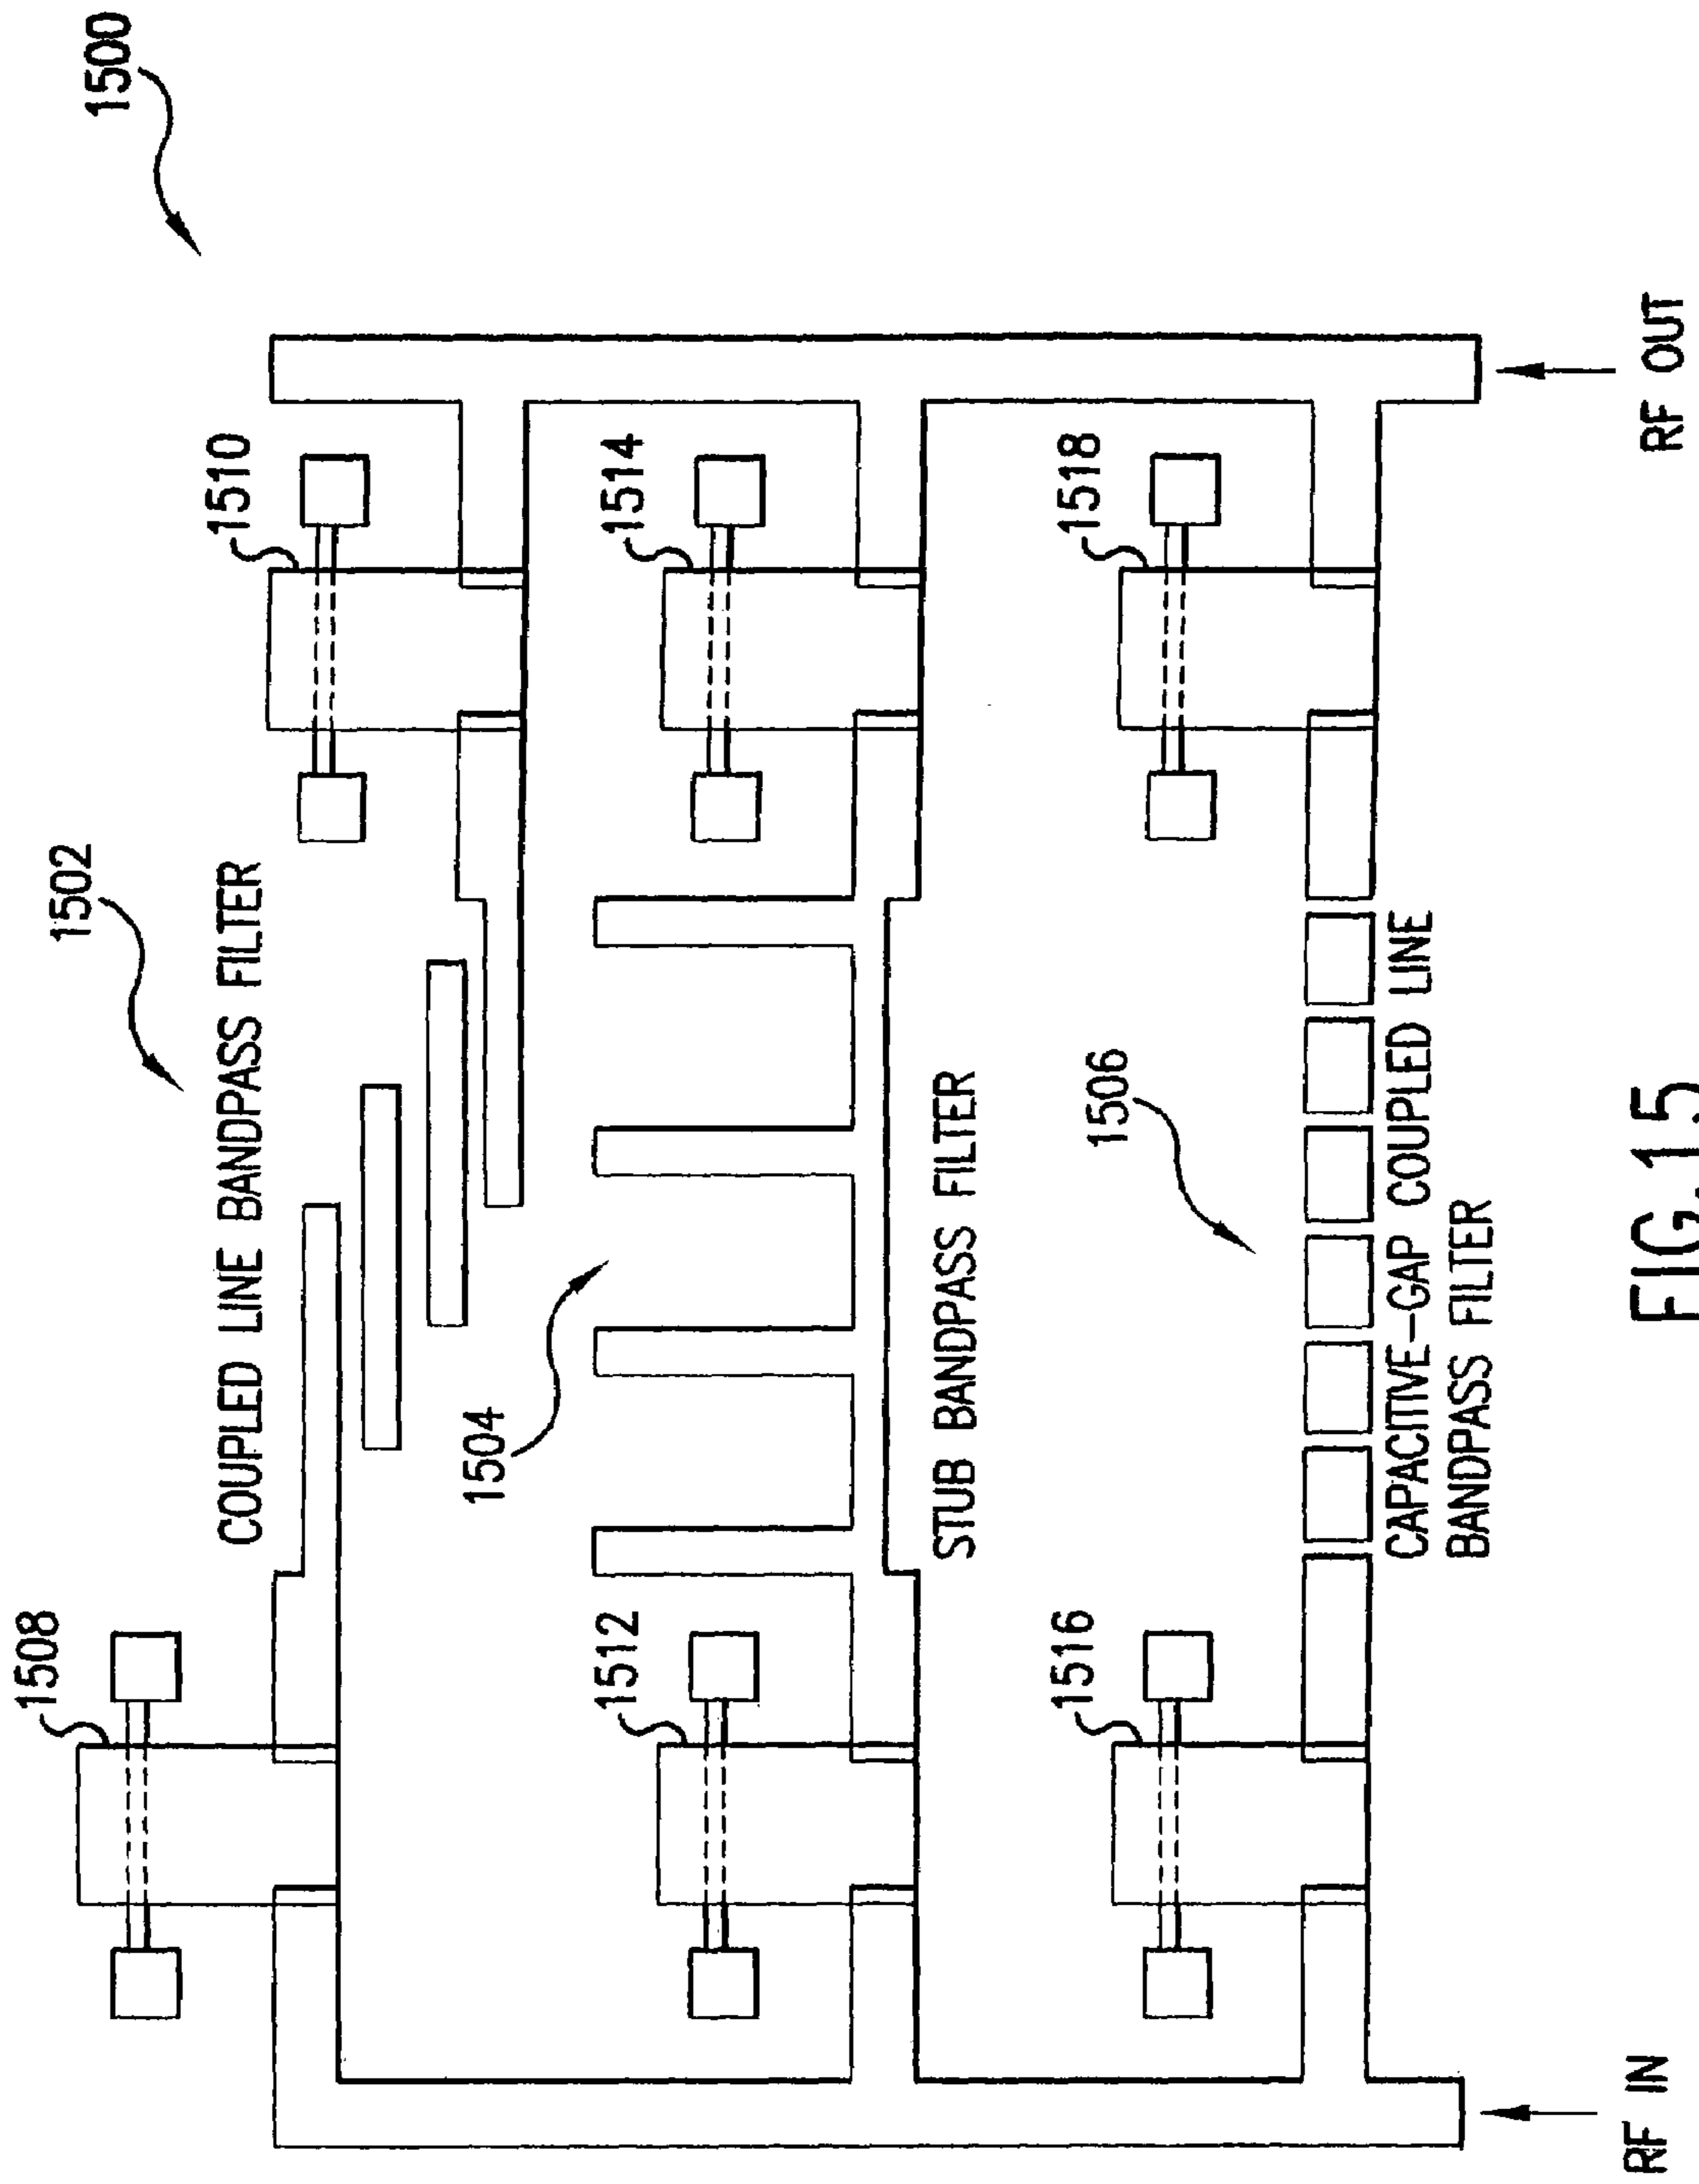 1500
1502
COUPLED LINE BANDPASS FILTER
1508
1510
1504
1512
1514
STUB BANDPASS FILTER
1506
1516
1518
CAPACITIVE-GAP COUPLED LINE
BANDPASS FILTER
RF IN
RF OUT
FIG.15